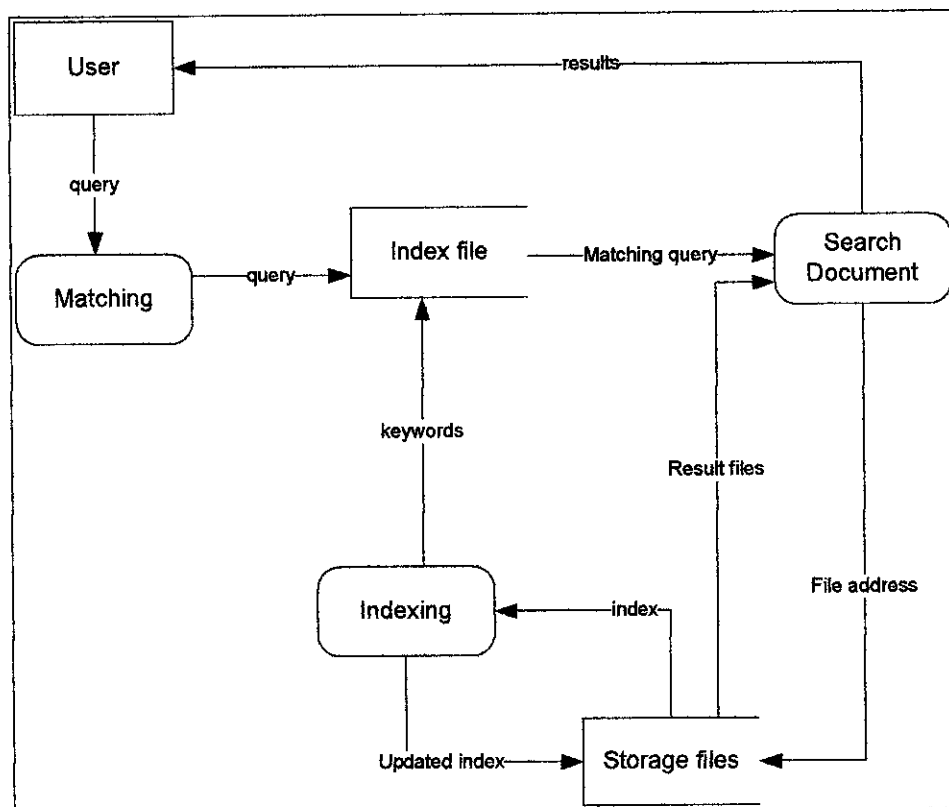 User
results
query
Index file
Matching query
Search
Document
Matching
query
keywords
Result files
Indexing
index
File address
Updated index
Storage files